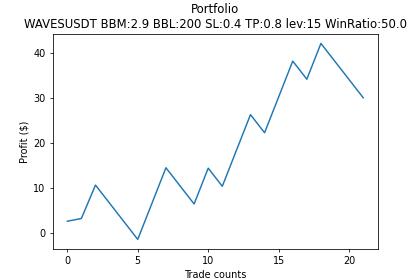 Portfolio
WAVESUSDT BBM:2.9 BBL:200 SL:0.4 TP:0.8 lev:15 WinRatio:50.0
Profit ($)
40
30
20
10
0
0 5 10 15 20
Trade counts